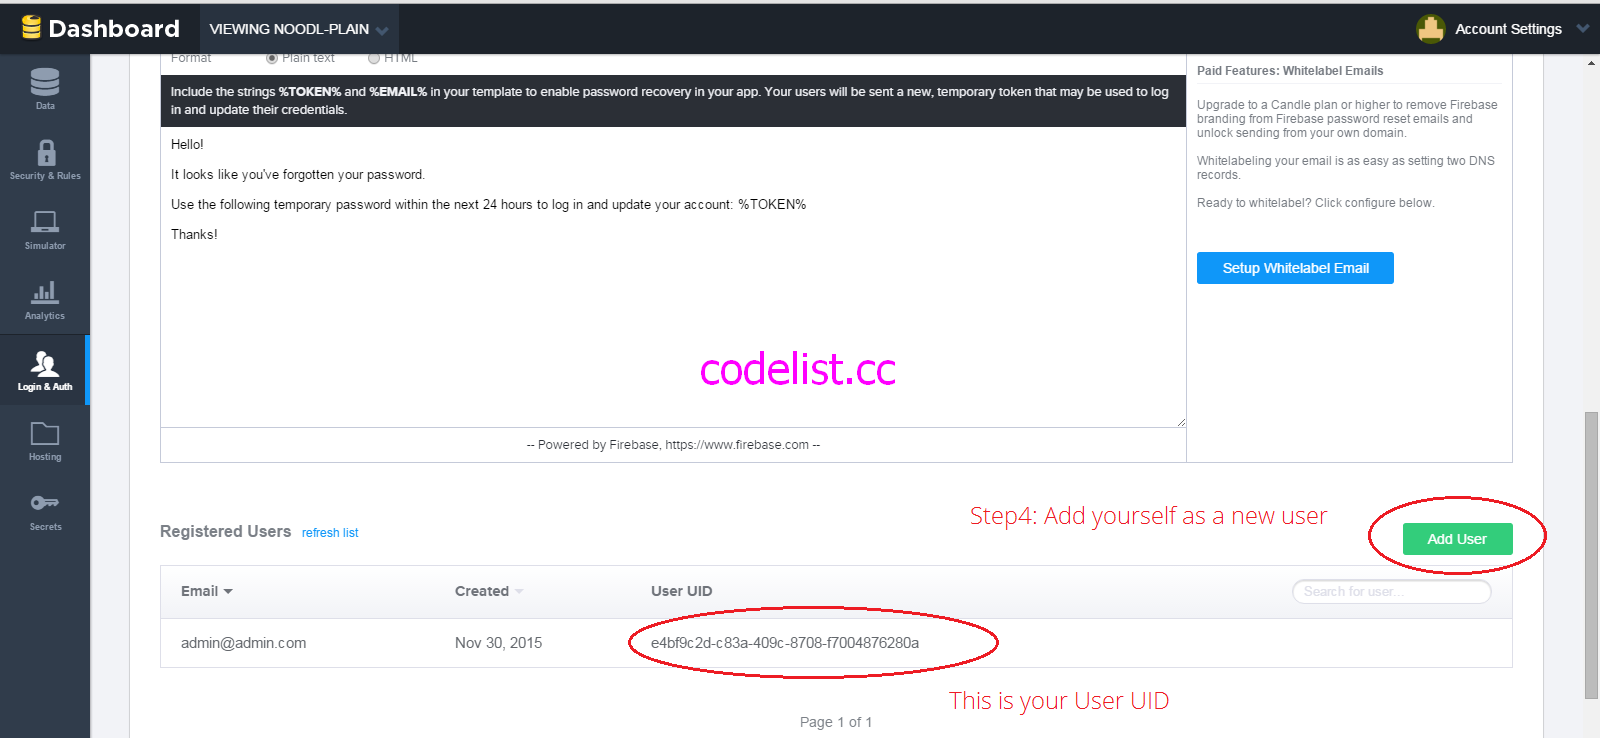 Dashboard
VIEWING NOODL-PLAIN
Account Settings
Data
Security & Rules
Simulator
Analytics
Login & Auth
Hosting
Secrets
Format
Plain text
HTML
Include the strings %TOKEN% and %EMAIL% in your template to enable password recovery in your app. Your users will be sent a new, temporary token that may be used to log
in and update their credentials.
Hello!
It looks like you've forgotten your password.
Use the following temporary password within the next 24 hours to log in and update your account: %TOKEN%
Thanks!
codelist.cc
-- Powered by Firebase, https://www.firebase.com --
Paid Features: Whitelabel Emails
Upgrade to a Candle plan or higher to remove Firebase
branding from Firebase password reset emails and
unlock sending from your own domain.
Whitelabeling your email is as easy as setting two DNS
records.
Ready to whitelabel? Click configure below.
Setup Whitelabel Email
Step4: Add yourself as a new user
Registered Users
refresh list
Add User
Email
Created
User UID
Search for user...
admin@admin.com
Nov 30, 2015
e4bf9c2d-c83a-409c-8708-f7004876280a
This is your User UID
Page 1 of 1